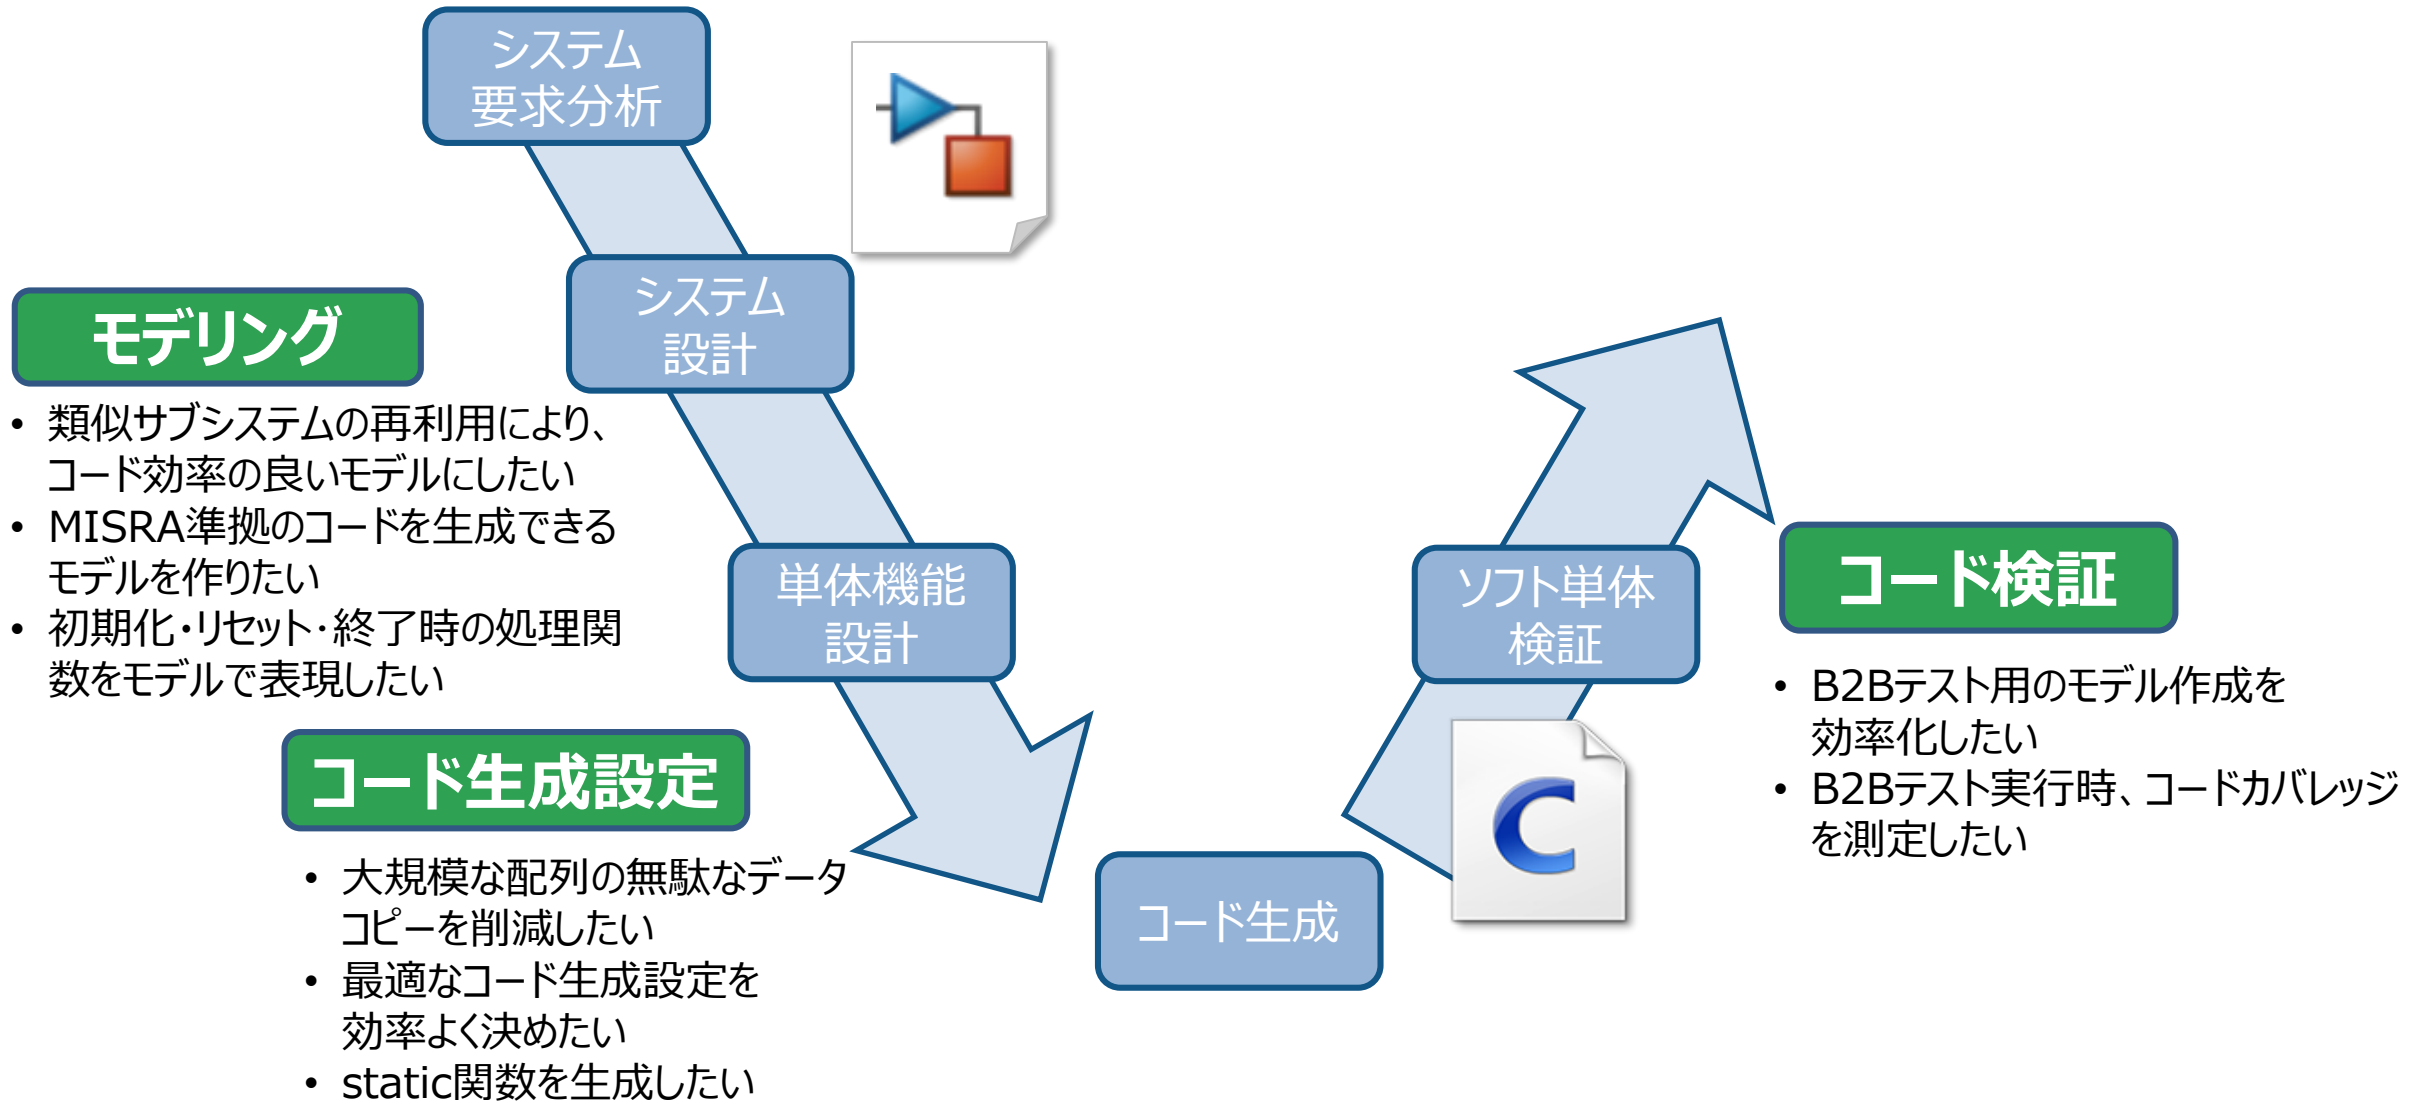 システム
要求分析
システム
設計
モデリング
• 類似サブシステムの再利用により、
コード効率の良いモデルにしたい
• MISRA準拠のコードを生成できる
モデルを作りたい
• 初期化・リセット・終了時の処理関
数をモデルで表現したい
単体機能
設計
コード生成設定
• 大規模な配列の無駄なデータ
コピーを削減したい
• 最適なコード生成設定を
効率よく決めたい
• static関数を生成したい
コード生成
C
ソフト単体
検証
コード検証
• B2Bテスト用のモデル作成を
効率化したい
• B2Bテスト実行時、コードカバレッジ
を測定したい